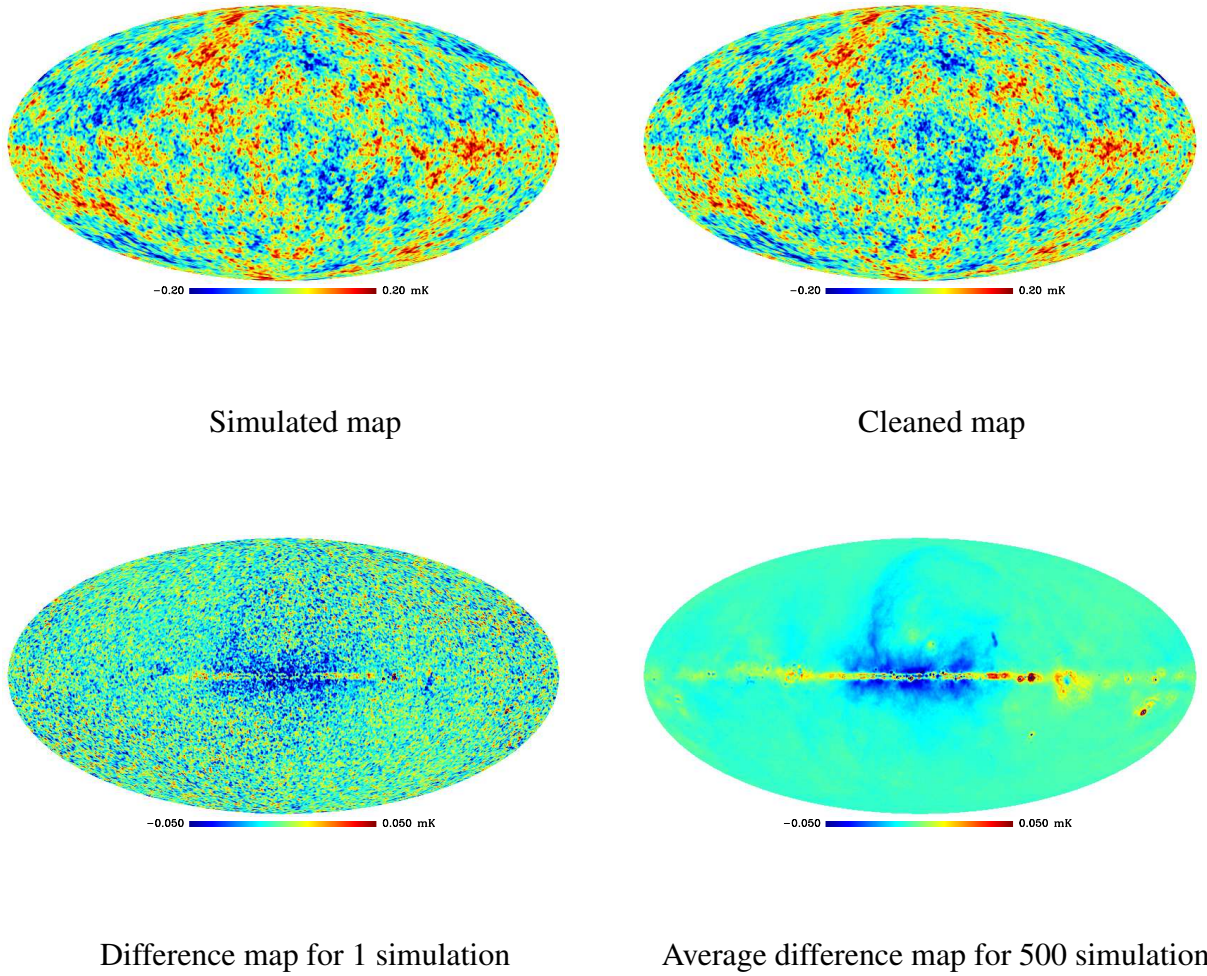 -0.20 0.20 mK
-0.20 0.20 mK
Simulated map
Cleaned map
-0.050 0.050 mK
-0.050 0.050 mK
Difference map for 1 simulation
Average difference map for 500 simulation